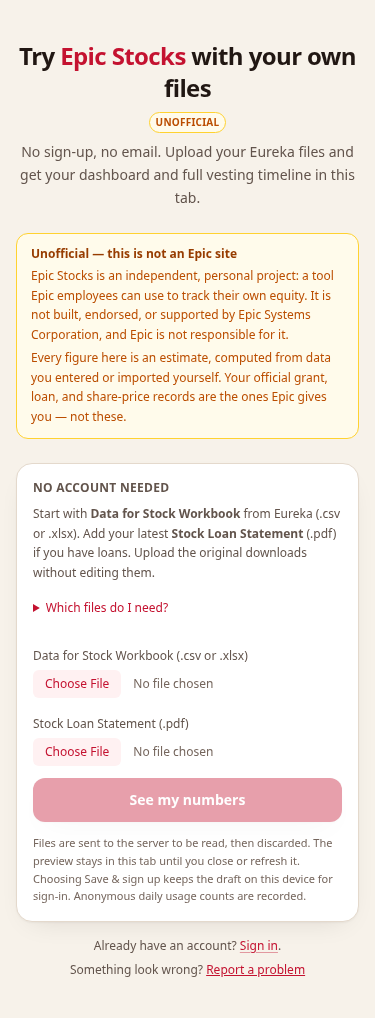 Try Epic Stocks with your own
files
UNOFFICIAL
No sign-up, no email. Upload your Eureka files and
get your dashboard and full vesting timeline in this
tab.
Unofficial — this is not an Epic site
Epic Stocks is an independent, personal project: a tool
Epic employees can use to track their own equity. It is
not built, endorsed, or supported by Epic Systems
Corporation, and Epic is not responsible for it.
Every figure here is an estimate, computed from data
you entered or imported yourself. Your official grant,
loan, and share-price records are the ones Epic gives
you — not these.
NO ACCOUNT NEEDED
Start with Data for Stock Workbook from Eureka (.csv
or .xlsx). Add your latest Stock Loan Statement (.pdf)
if you have loans. Upload the original downloads
without editing them.
Which files do I need?
Data for Stock Workbook (.csv or .xlsx)
Choose File No file chosen
Stock Loan Statement (.pdf)
Choose File No file chosen
See my numbers
Files are sent to the server to be read, then discarded. The
preview stays in this tab until you close or refresh it.
Choosing Save & sign up keeps the draft on this device for
sign-in. Anonymous daily usage counts are recorded.
Already have an account? Sign in.
Something look wrong? Report a problem